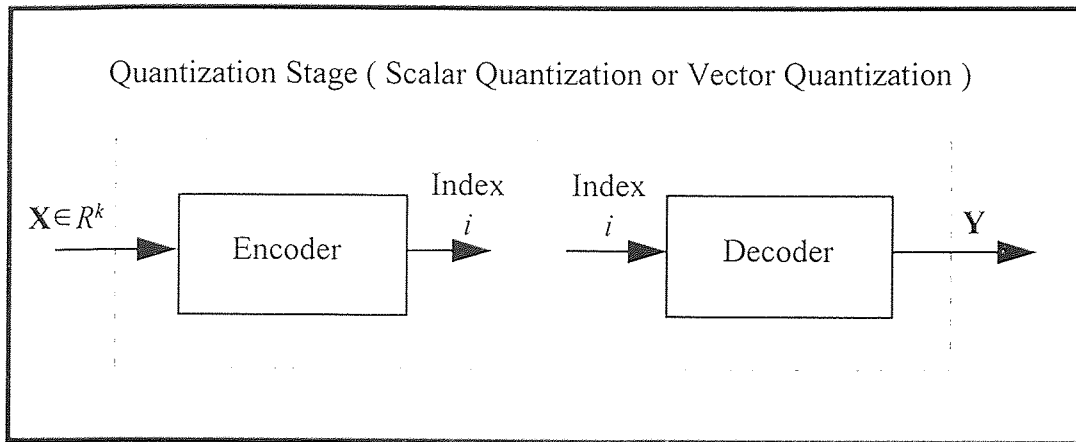 Quantization Stage ( Scalar Quantization or Vector Quantization )
X∈R^k
Encoder
Index
i
Index
i
Decoder
Y